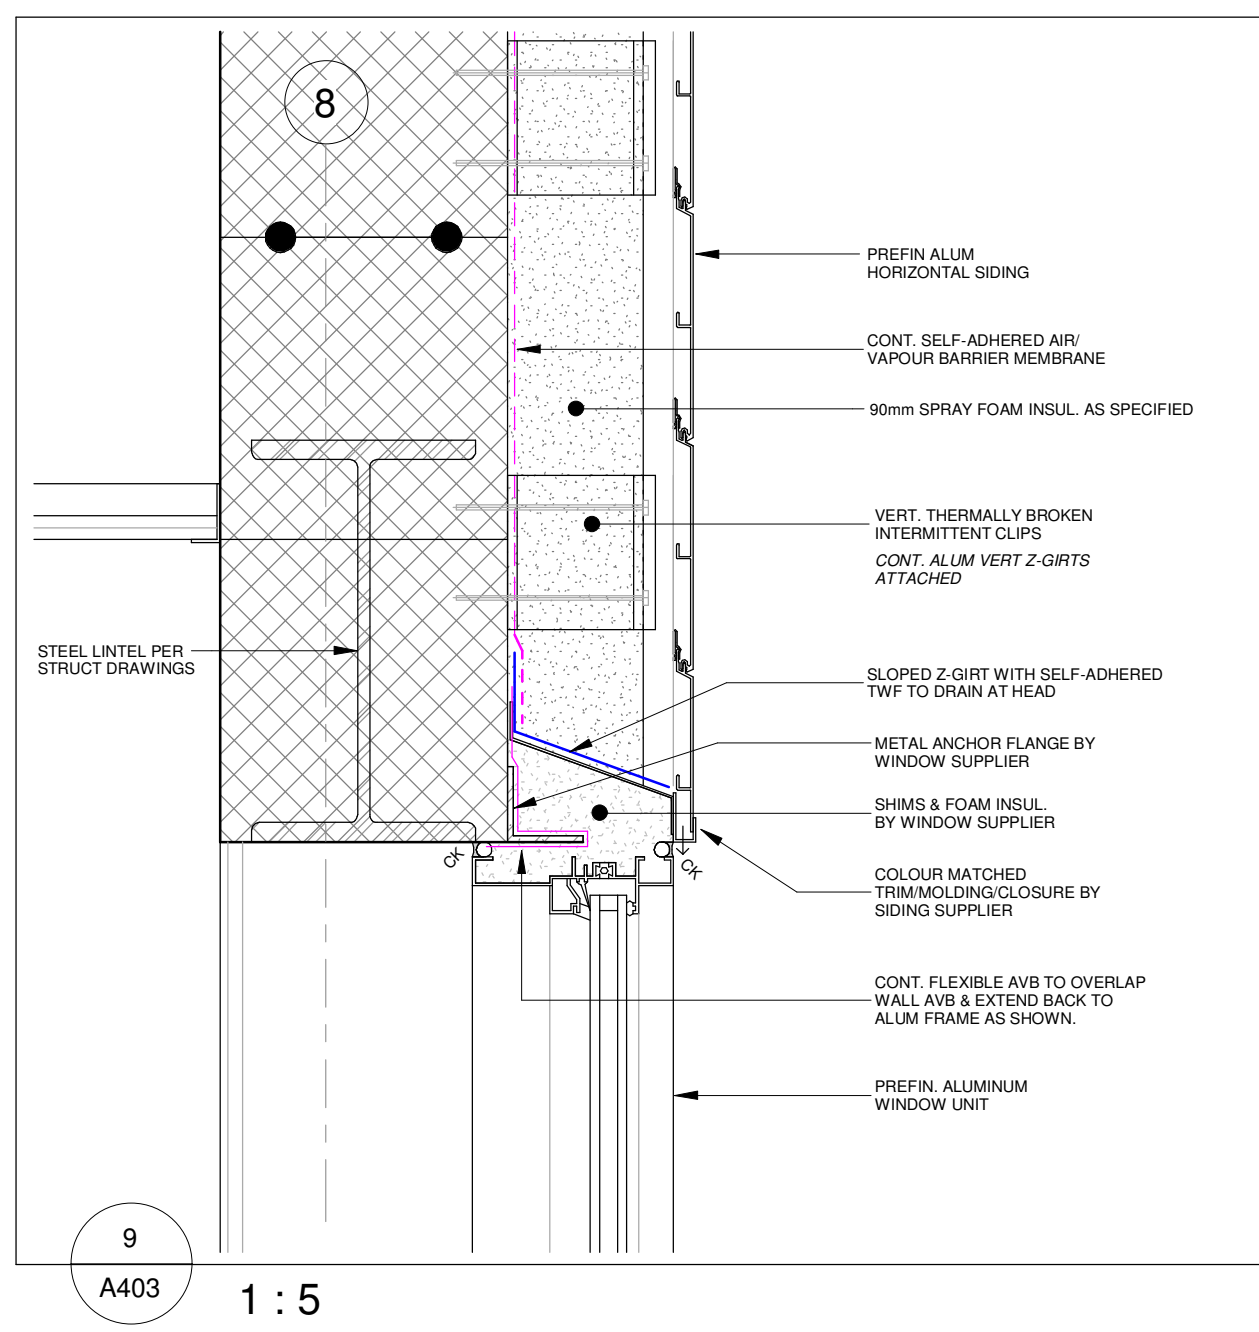 8
PREFIN ALUM
HORIZONTAL SIDING
CONT. SELF-ADHERED AIR/
VAPOUR BARRIER MEMBRANE
90mm SPRAY FOAM INSUL. AS SPECIFIED
VERT. THERMALLY BROKEN
INTERMITTENT CLIPS
CONT. ALUM VERT Z-GIRTS
ATTACHED
STEEL LINTEL PER
STRUCT DRAWINGS
SLOPED Z-GIRT WITH SELF-ADHERED
TWF TO DRAIN AT HEAD
METAL ANCHOR FLANGE BY
WINDOW SUPPLIER
SHIMS & FOAM INSUL.
BY WINDOW SUPPLIER
CK
CK
COLOUR MATCHED
TRIM/MOLDING/CLOSURE BY
SIDING SUPPLIER
CONT. FLEXIBLE AVB TO OVERLAP
WALL AVB & EXTEND BACK TO
ALUM FRAME AS SHOWN.
PREFIN. ALUMINUM
WINDOW UNIT
9
A403
1 : 5